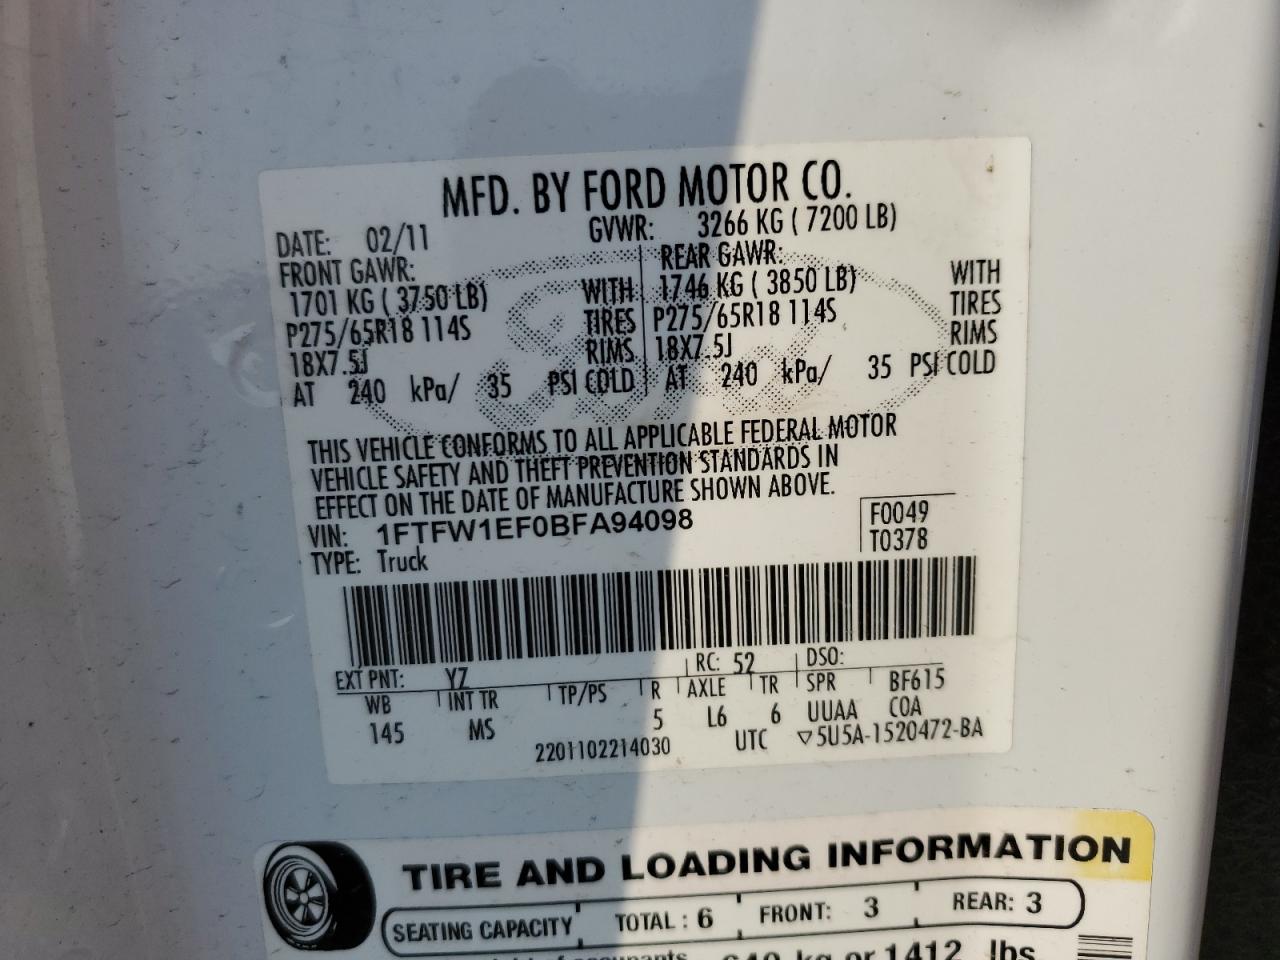 MFD. BY FORD MOTOR CO.
DATE: 02/11 GVWR: 3266 KG ( 7200 LB)
FRONT GAWR: REAR GAWR:
1701 KG ( 3750 LB) WITH 1746 KG ( 3850 LB) WITH
P275/65R18 114S TIRES P275/65R18 114S TIRES
18X7.5J RIMS 18X7.5J RIMS
AT 240 kPa/ 35 PSI COLD AT 240 kPa/ 35 PSI COLD
Ford
THIS VEHICLE CONFORMS TO ALL APPLICABLE FEDERAL MOTOR
VEHICLE SAFETY AND THEFT PREVENTION STANDARDS IN
EFFECT ON THE DATE OF MANUFACTURE SHOWN ABOVE.
VIN: 1FTFW1EF0BFA94098 F0049
TYPE: Truck T0378
EXT PNT: YZ RC: 52 DSO:
WB INT TR TP/PS R AXLE TR SPR BF615
145 MS 5 L6 6 UUAA COA
2201102214030 UTC ▽5U5A-1520472-BA
TIRE AND LOADING INFORMATION
SEATING CAPACITY TOTAL : 6 FRONT: 3 REAR: 3
kg or 1412 lbs